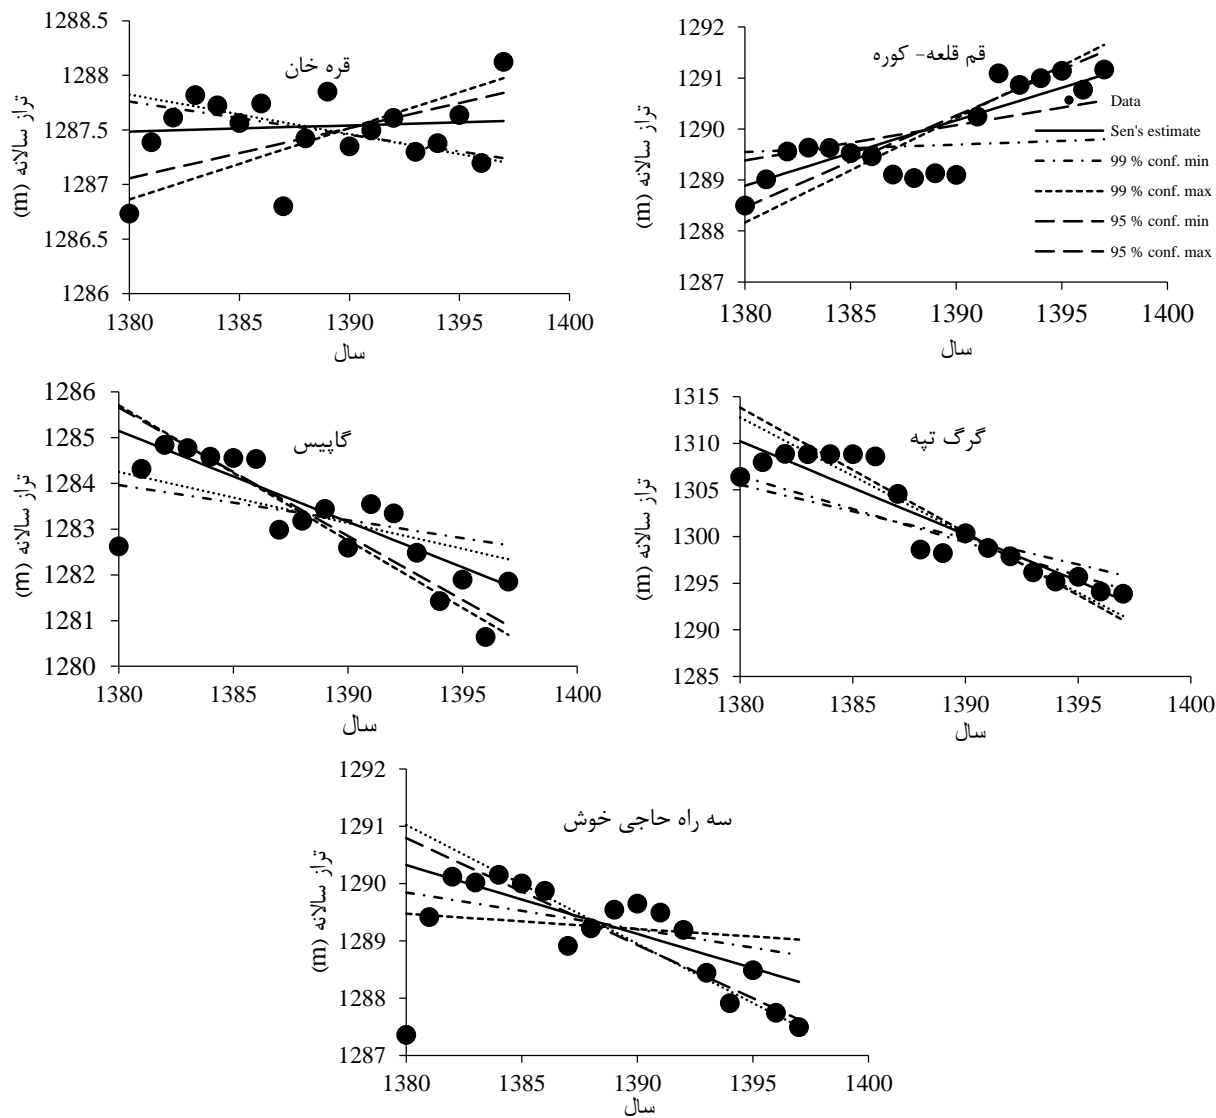 قره خان
تراز سالانه (m)
1288.5
1288
1287.5
1287
1286.5
1286
1380
1385
1390
1395
1400
سال
قم قلعه- کوره
تراز سالانه (m)
1292
1291
1290
1289
1288
1287
1380
1385
1390
1395
1400
سال
Data
Sen's estimate
99 % conf. min
99 % conf. max
95 % conf. min
95 % conf. max
گاپیس
تراز سالانه (m)
1286
1285
1284
1283
1282
1281
1280
1380
1385
1390
1395
1400
سال
گرگ تپه
تراز سالانه (m)
1315
1310
1305
1300
1295
1290
1285
1380
1385
1390
1395
1400
سال
سه راه حاجی خوش
تراز سالانه (m)
1292
1291
1290
1289
1288
1287
1380
1385
1390
1395
1400
سال